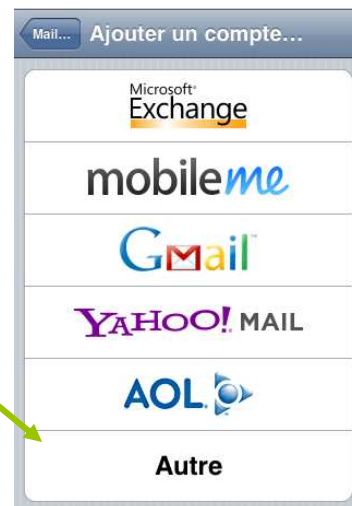 Mail...
Ajouter un compte...
Microsoft
Exchange
mobileme
Gmail
YAHOO! MAIL
AOL
Autre